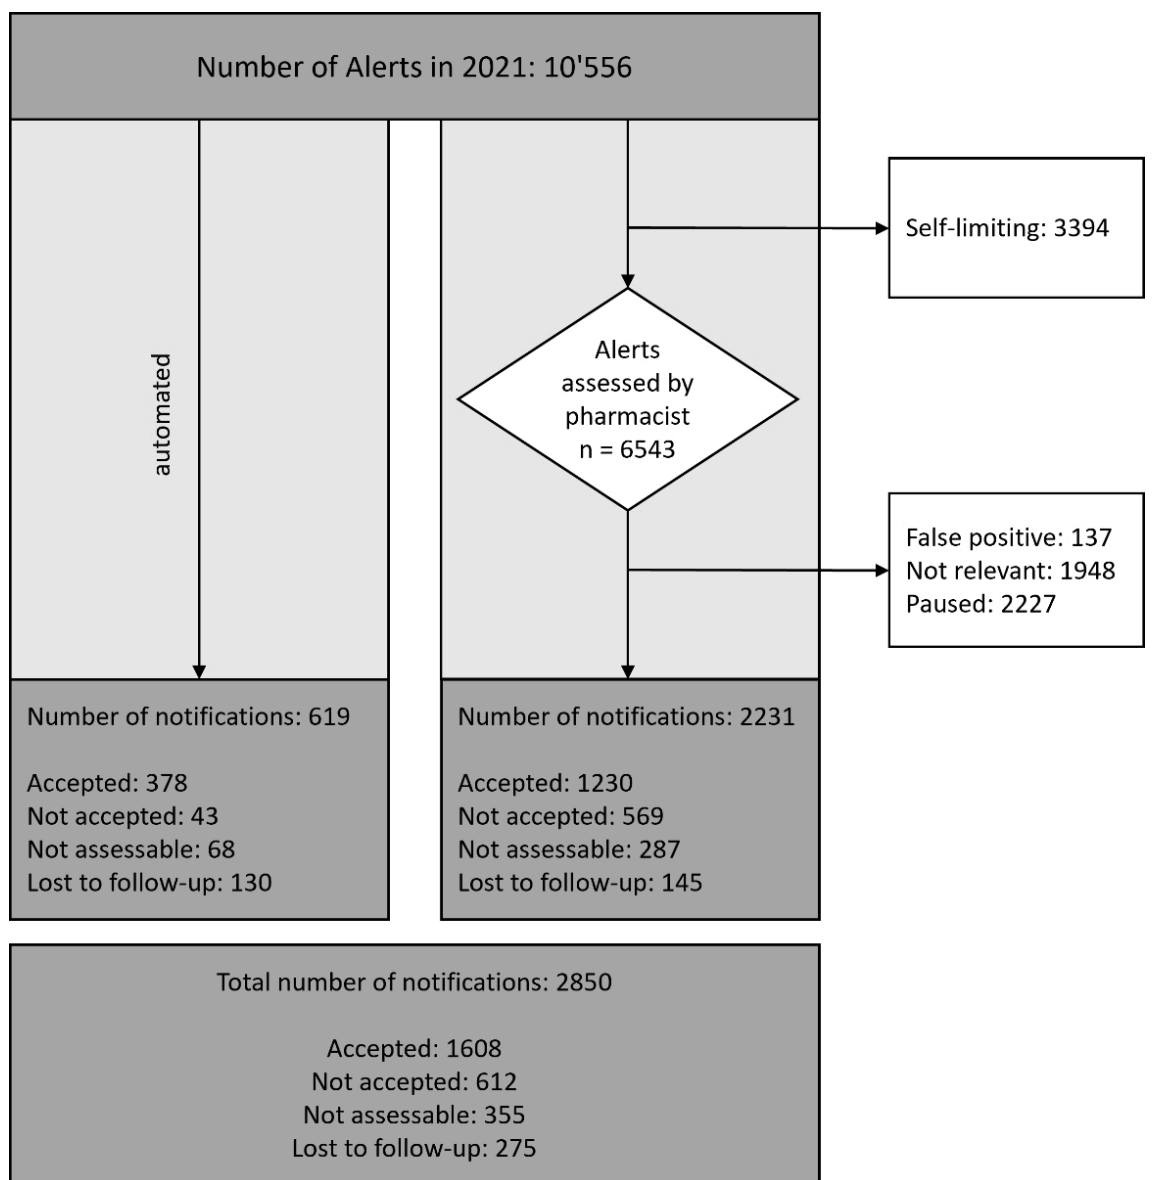 Number of Alerts in 2021: 10'556
automated
Self-limiting: 3394
Alerts
assessed by
pharmacist
n = 6543
False positive: 137
Not relevant: 1948
Paused: 2227
Number of notifications: 619
Accepted: 378
Not accepted: 43
Not assessable: 68
Lost to follow-up: 130
Number of notifications: 2231
Accepted: 1230
Not accepted: 569
Not assessable: 287
Lost to follow-up: 145
Total number of notifications: 2850
Accepted: 1608
Not accepted: 612
Not assessable: 355
Lost to follow-up: 275